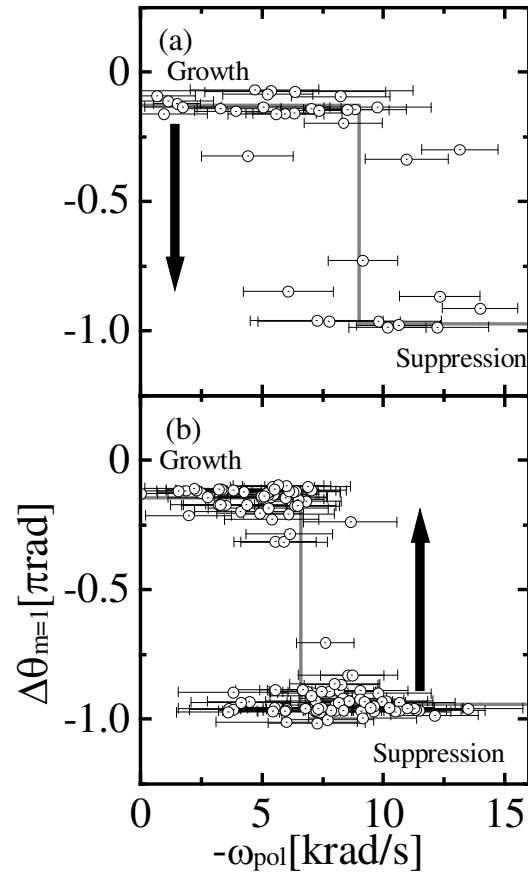 (a)
Growth
0
-0.5
-1.0
Suppression
(b)
Growth
0
-0.5
-1.0
Suppression
0 5 10 15
Δθm=1[πrad]
-ωpol[krad/s]